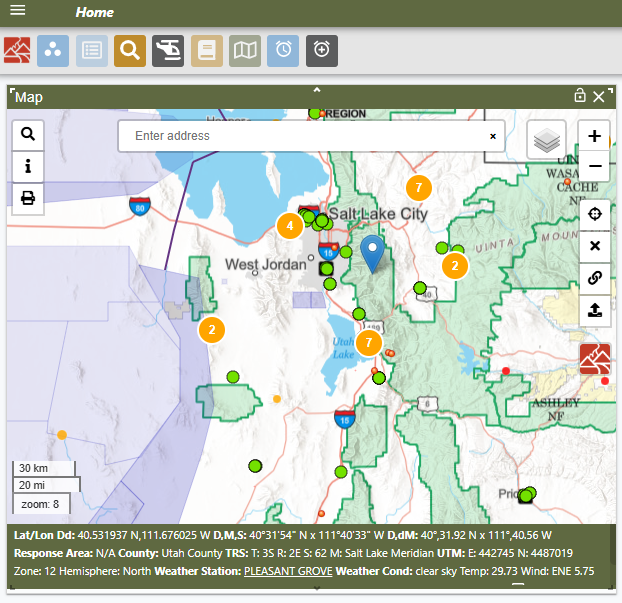 Home
Map
Enter address
REGION
7
UIN
WASA
CACHE
NF
80
4
Salt Lake City
15
UINTA MOUN
West Jordan
2
40
2
Utah
Lake
7
6
ASHLEY
NF
15
30 km
20 mi
zoom: 8
Pric
Lat/Lon Dd: 40.531937 N,111.676025 W D,M,S: 40°31'54" N x 111°40'33" W D,dM: 40°,31.92 N x 111°,40.56 W
Response Area: N/A County: Utah County TRS: T: 3S R: 2E S: 62 M: Salt Lake Meridian UTM: E: 442745 N: 4487019
Zone: 12 Hemisphere: North Weather Station: PLEASANT GROVE Weather Cond: clear sky Temp: 29.73 Wind: ENE 5.75